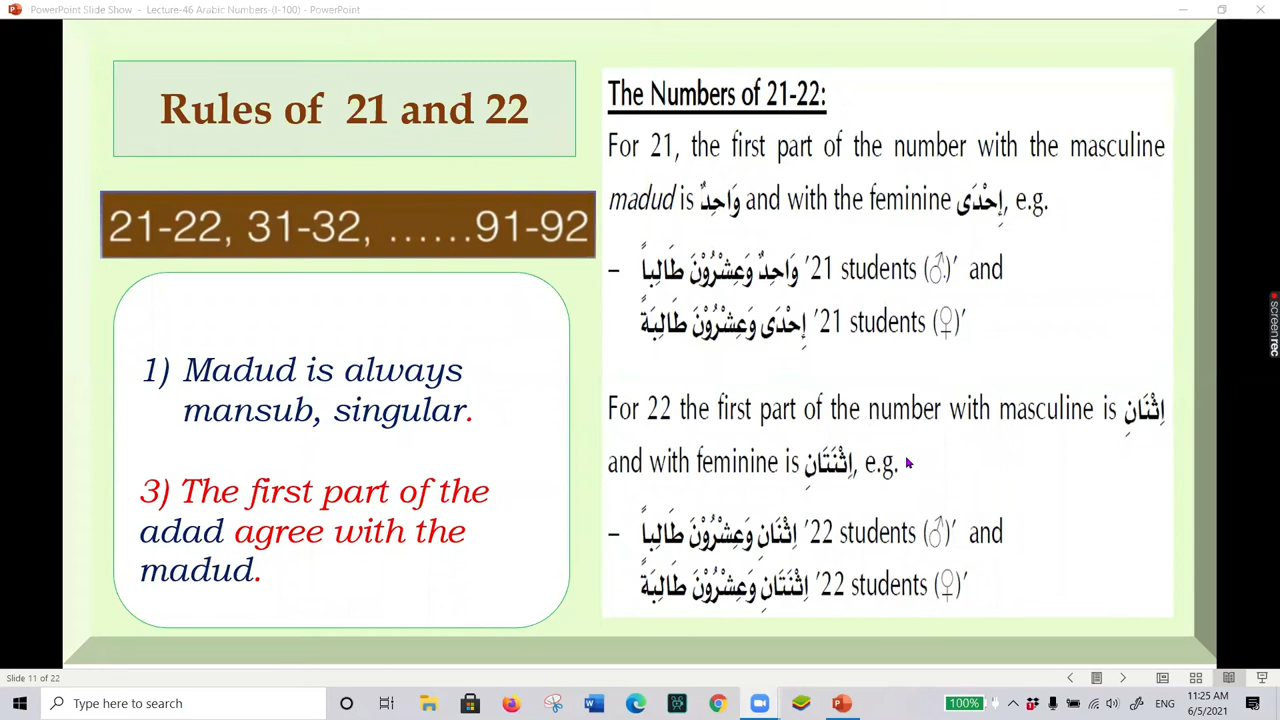 PowerPoint Slide Show - Lecture-46 Arabic Numbers-(I-100) - PowerPoint
Rules of 21 and 22
21-22, 31-32, ......91-92
1) Madud is always
mansub, singular.
3) The first part of the
adad agree with the
madud.
The Numbers of 21-22:
For 21, the first part of the number with the masculine
madud is وَاحِدٌ and with the feminine إِحْدَى, e.g.
– وَاحِدٌ وَعِشْرُوْنَ طَالِباً '21 students (♂)' and
إِحْدَى وَعِشْرُوْنَ طَالِبَةً '21 students (♀)'
For 22 the first part of the number with masculine is اِثْنَانِ
and with feminine is اِثْنَتَانِ, e.g.
– اِثْنَانِ وَعِشْرُوْنَ طَالِباً '22 students (♂)' and
اِثْنَتَانِ وَعِشْرُوْنَ طَالِبَةً '22 students (♀)'
screenrec
Slide 11 of 22
Type here to search
100%
ENG
11:25 AM
6/5/2021